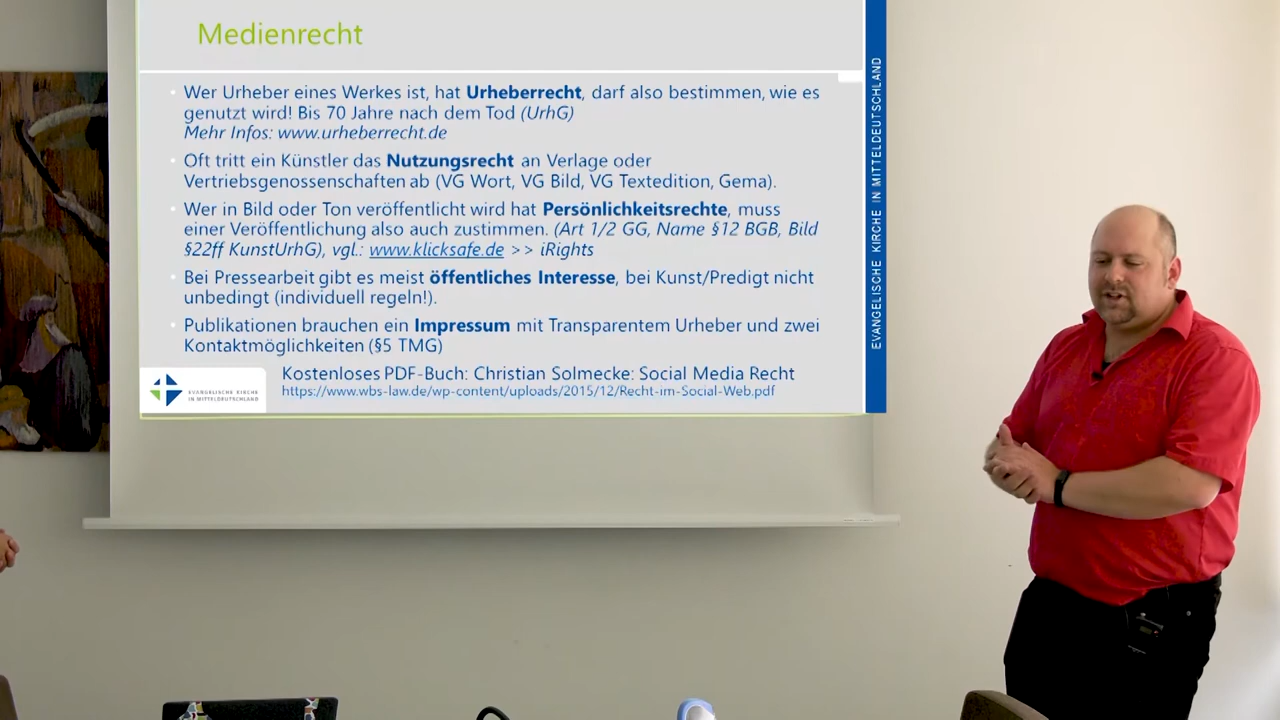 Medienrecht
Wer Urheber eines Werkes ist, hat Urheberrecht, darf also bestimmen, wie es
genutzt wird! Bis 70 Jahre nach dem Tod (UrhG)
Mehr Infos: www.urheberrecht.de
Oft tritt ein Künstler das Nutzungsrecht an Verlage oder
Vertriebsgenossenschaften ab (VG Wort, VG Bild, VG Textedition, Gema).
Wer in Bild oder Ton veröffentlicht wird hat Persönlichkeitsrechte, muss
einer Veröffentlichung also auch zustimmen. (Art 1/2 GG, Name §12 BGB, Bild
§22ff KunstUrhG), vgl.: www.klicksafe.de >> iRights
Bei Pressearbeit gibt es meist öffentliches Interesse, bei Kunst/Predigt nicht
unbedingt (individuell regeln!).
Publikationen brauchen ein Impressum mit Transparentem Urheber und zwei
Kontaktmöglichkeiten (§5 TMG)
Kostenloses PDF-Buch: Christian Solmecke: Social Media Recht
https://www.wbs-law.de/wp-content/uploads/2015/12/Recht-im-Social-Web.pdf
EVANGELISCHE KIRCHE
IN MITTELDEUTSCHLAND
EVANGELISCHE KIRCHE IN MITTELDEUTSCHLAND